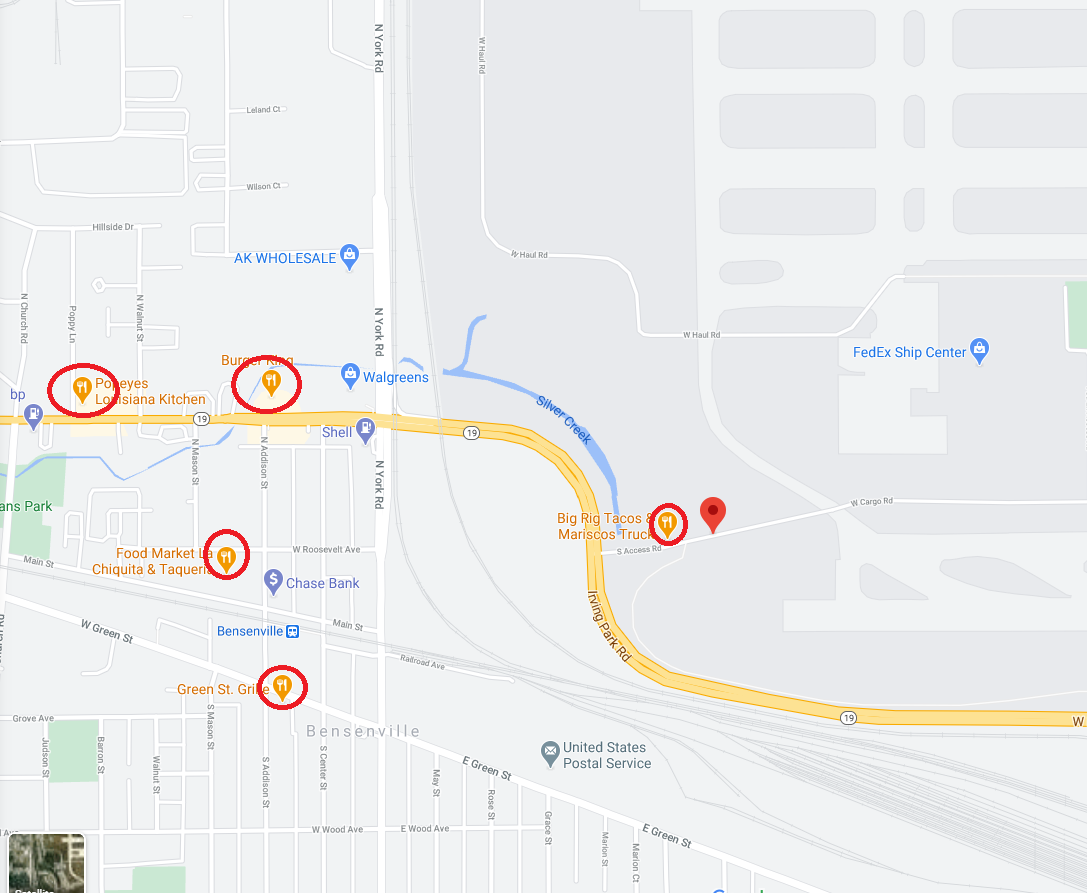 N York Rd
W Haul Rd
Leland Ct
Wilson Ct
Hillside Dr
W Haul Rd
AK WHOLESALE
N Church Rd
Poppy Ln
N Walnut St
N York Rd
W Haul Rd
FedEx Ship Center
Burger King
Walgreens
Popeyes
Louisiana Kitchen
bp
19
Shell
19
Silver Creek
N Mason St
N Addison St
N York Rd
ans Park
W Cargo Rd
Big Rig Tacos &
Mariscos Truck
S Access Rd
Food Market La
Chiquita & Taqueria
W Roosevelt Ave
Main St
Chase Bank
Irving Park Rd
W Green St
Bensenville
Main St
Railroad Ave
Green St. Grille
Grove Ave
S Mason St
19
W
Bensenville
Judson St
Barron St
Walnut St
S Addison St
S Center St
United States
Postal Service
E Green St
May St
Rose St
Grace St
W Wood Ave
E Wood Ave
Marion St
Marion Ct
E Green St
d Ave
Satellite